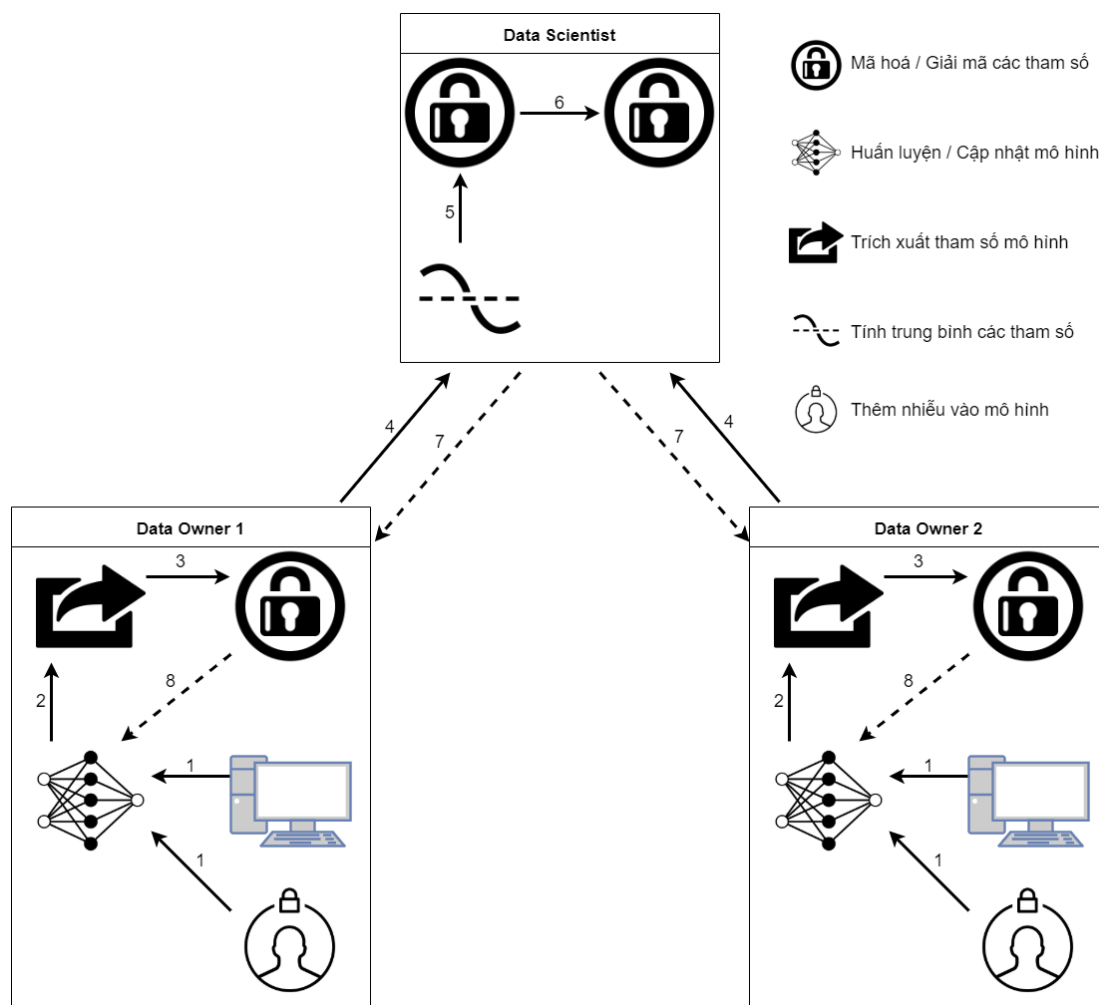 Data Scientist
6
5
Mã hoá / Giải mã các tham số
Huấn luyện / Cập nhật mô hình
Trích xuất tham số mô hình
Tính trung bình các tham số
Thêm nhiễu vào mô hình
4
7
7
4
Data Owner 1
3
8
2
1
1
Data Owner 2
3
8
2
1
1